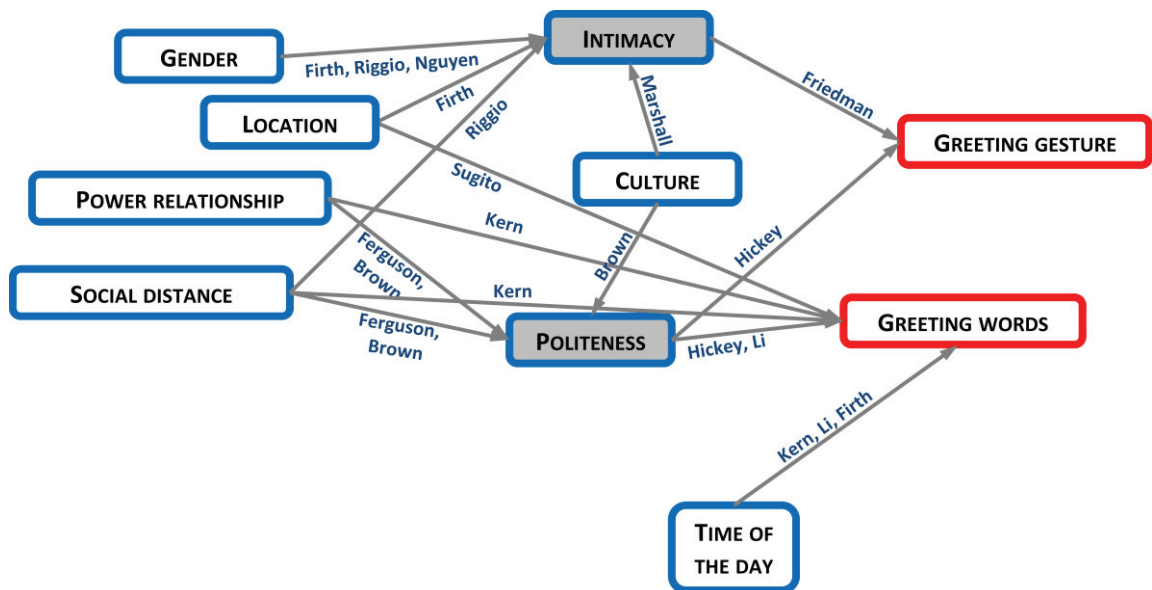 INTIMACY
GENDER
Firth, Riggio, Nguyen
Firth
Riggio
LOCATION
Marshall
Friedman
GREETING GESTURE
Sugito
CULTURE
POWER RELATIONSHIP
Kern
Ferguson,
Brown
Brown
Hickey
SOCIAL DISTANCE
Kern
Ferguson,
Brown
POLITENESS
Hickey, Li
GREETING WORDS
Kern, Li, Firth
TIME OF
THE DAY